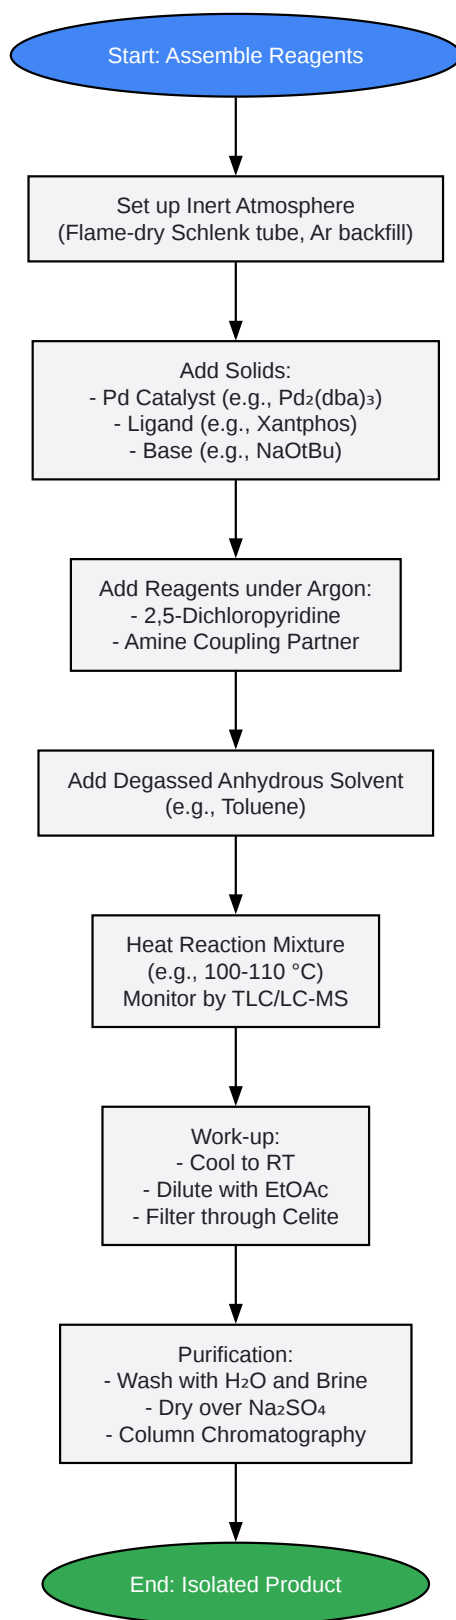 Start: Assemble Reagents
Set up Inert Atmosphere
(Flame-dry Schlenk tube, Ar backfill)
Add Solids:
- Pd Catalyst (e.g., Pd₂(dba)₃)
- Ligand (e.g., Xantphos)
- Base (e.g., NaOtBu)
Add Reagents under Argon:
- 2,5-Dichloropyridine
- Amine Coupling Partner
Add Degassed Anhydrous Solvent
(e.g., Toluene)
Heat Reaction Mixture
(e.g., 100-110 °C)
Monitor by TLC/LC-MS
Work-up:
- Cool to RT
- Dilute with EtOAc
- Filter through Celite
Purification:
- Wash with H₂O and Brine
- Dry over Na₂SO₄
- Column Chromatography
End: Isolated Product